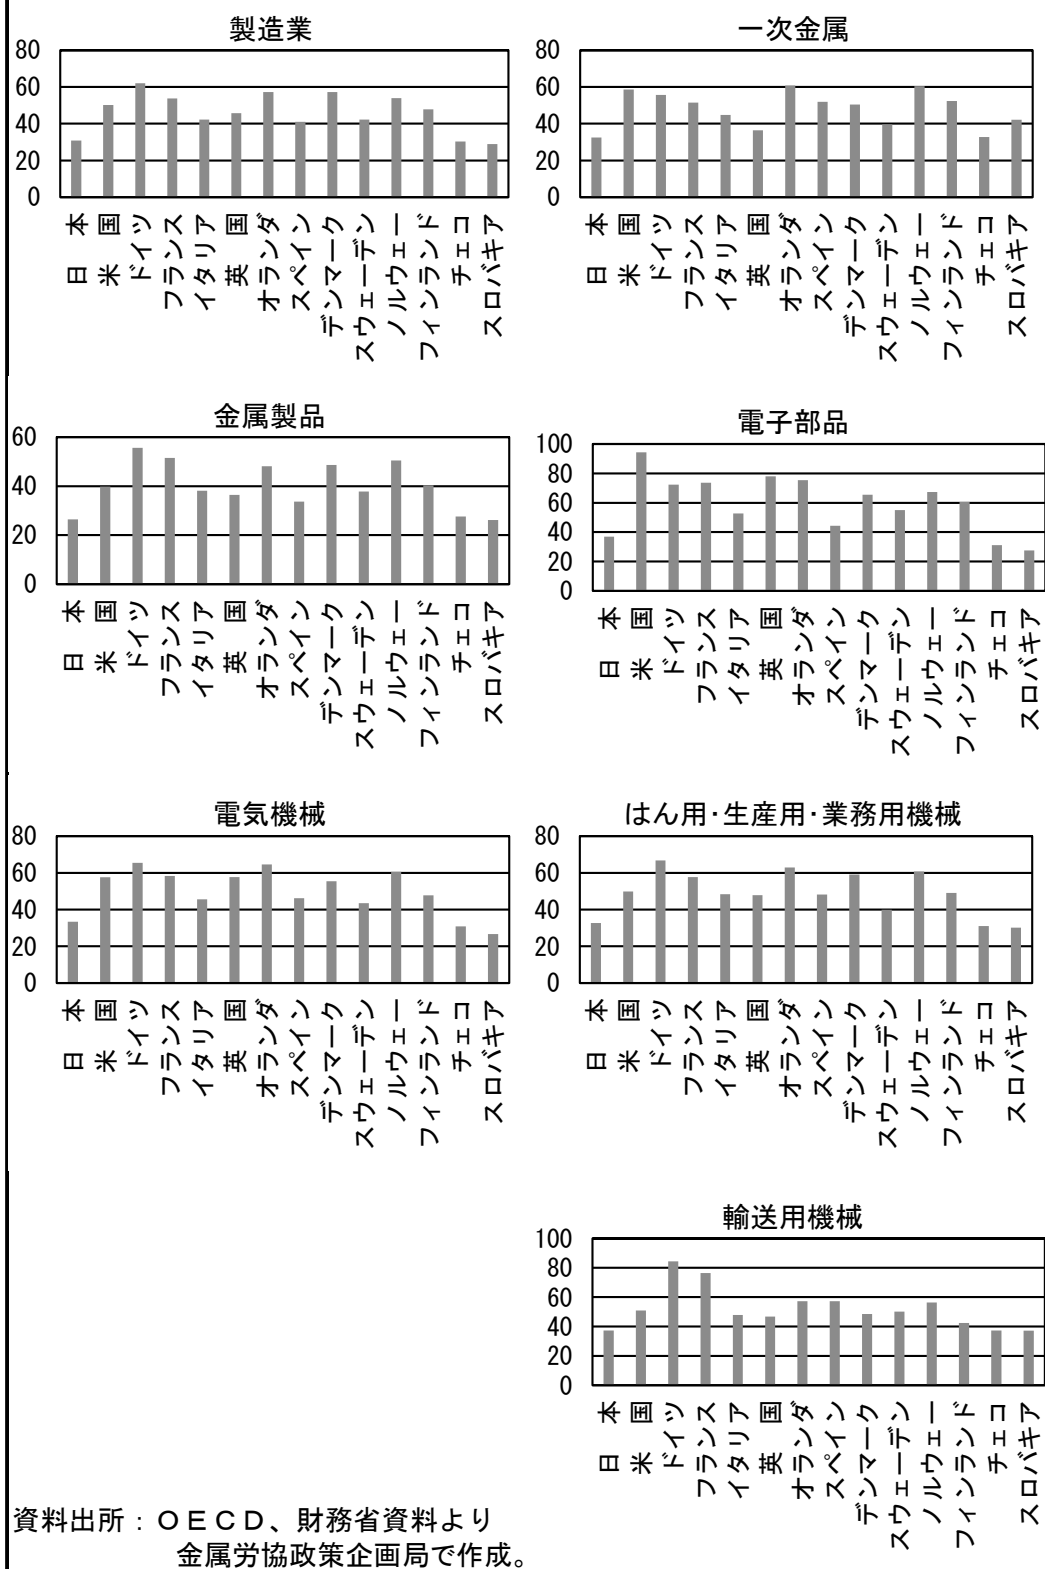 製造業
80
60
40
20
0
日本
米国
ドイツ
フランス
イタリア
英国
オランダ
スペイン
デンマーク
スウェーデン
ノルウェー
フィンランド
チェコ
スロバキア
一次金属
80
60
40
20
0
日本
米国
ドイツ
フランス
イタリア
英国
オランダ
スペイン
デンマーク
スウェーデン
ノルウェー
フィンランド
チェコ
スロバキア
金属製品
60
40
20
0
日本
米国
ドイツ
フランス
イタリア
英国
オランダ
スペイン
デンマーク
スウェーデン
ノルウェー
フィンランド
チェコ
スロバキア
電子部品
100
80
60
40
20
0
日本
米国
ドイツ
フランス
イタリア
英国
オランダ
スペイン
デンマーク
スウェーデン
ノルウェー
フィンランド
チェコ
スロバキア
電気機械
80
60
40
20
0
日本
米国
ドイツ
フランス
イタリア
英国
オランダ
スペイン
デンマーク
スウェーデン
ノルウェー
フィンランド
チェコ
スロバキア
はん用・生産用・業務用機械
80
60
40
20
0
日本
米国
ドイツ
フランス
イタリア
英国
オランダ
スペイン
デンマーク
スウェーデン
ノルウェー
フィンランド
チェコ
スロバキア
輸送用機械
100
80
60
40
20
0
日本
米国
ドイツ
フランス
イタリア
英国
オランダ
スペイン
デンマーク
スウェーデン
ノルウェー
フィンランド
チェコ
スロバキア
資料出所：ＯＥＣＤ、財務省資料より
金属労協政策企画局で作成。